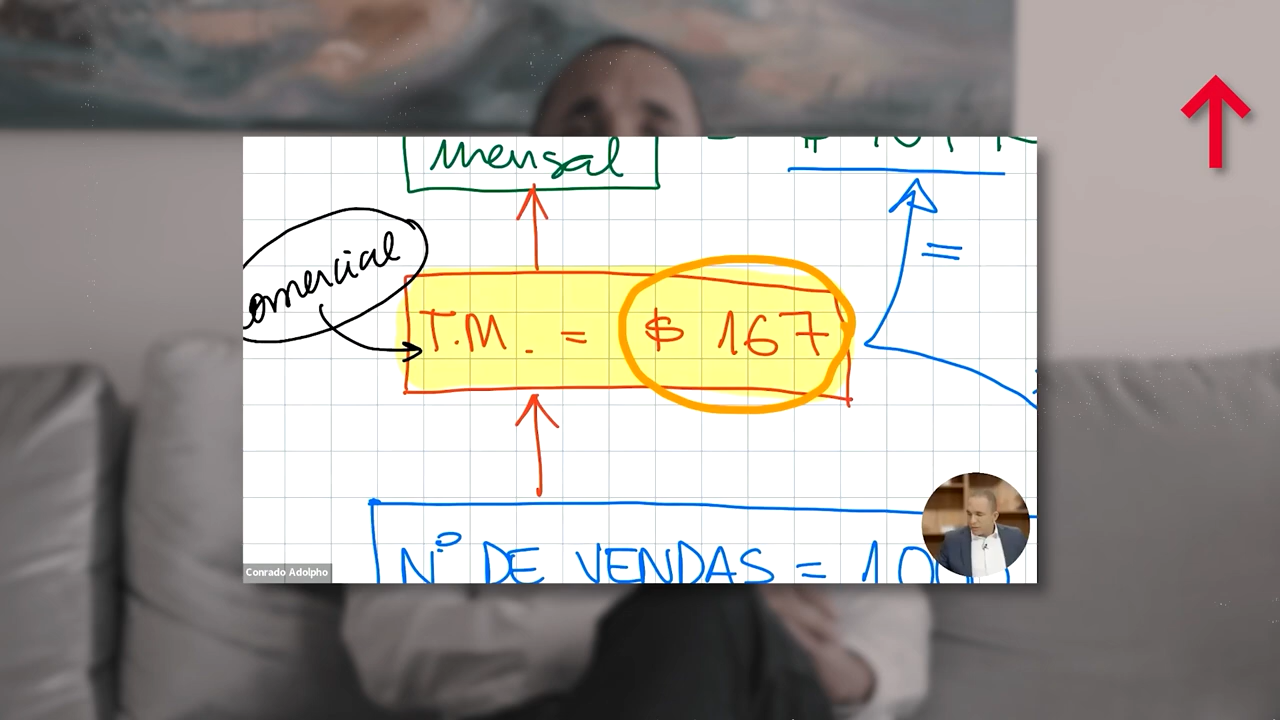 mensal
comercial
T.M. = $ 167
Nº DE VENDAS =
Conrado Adolpho